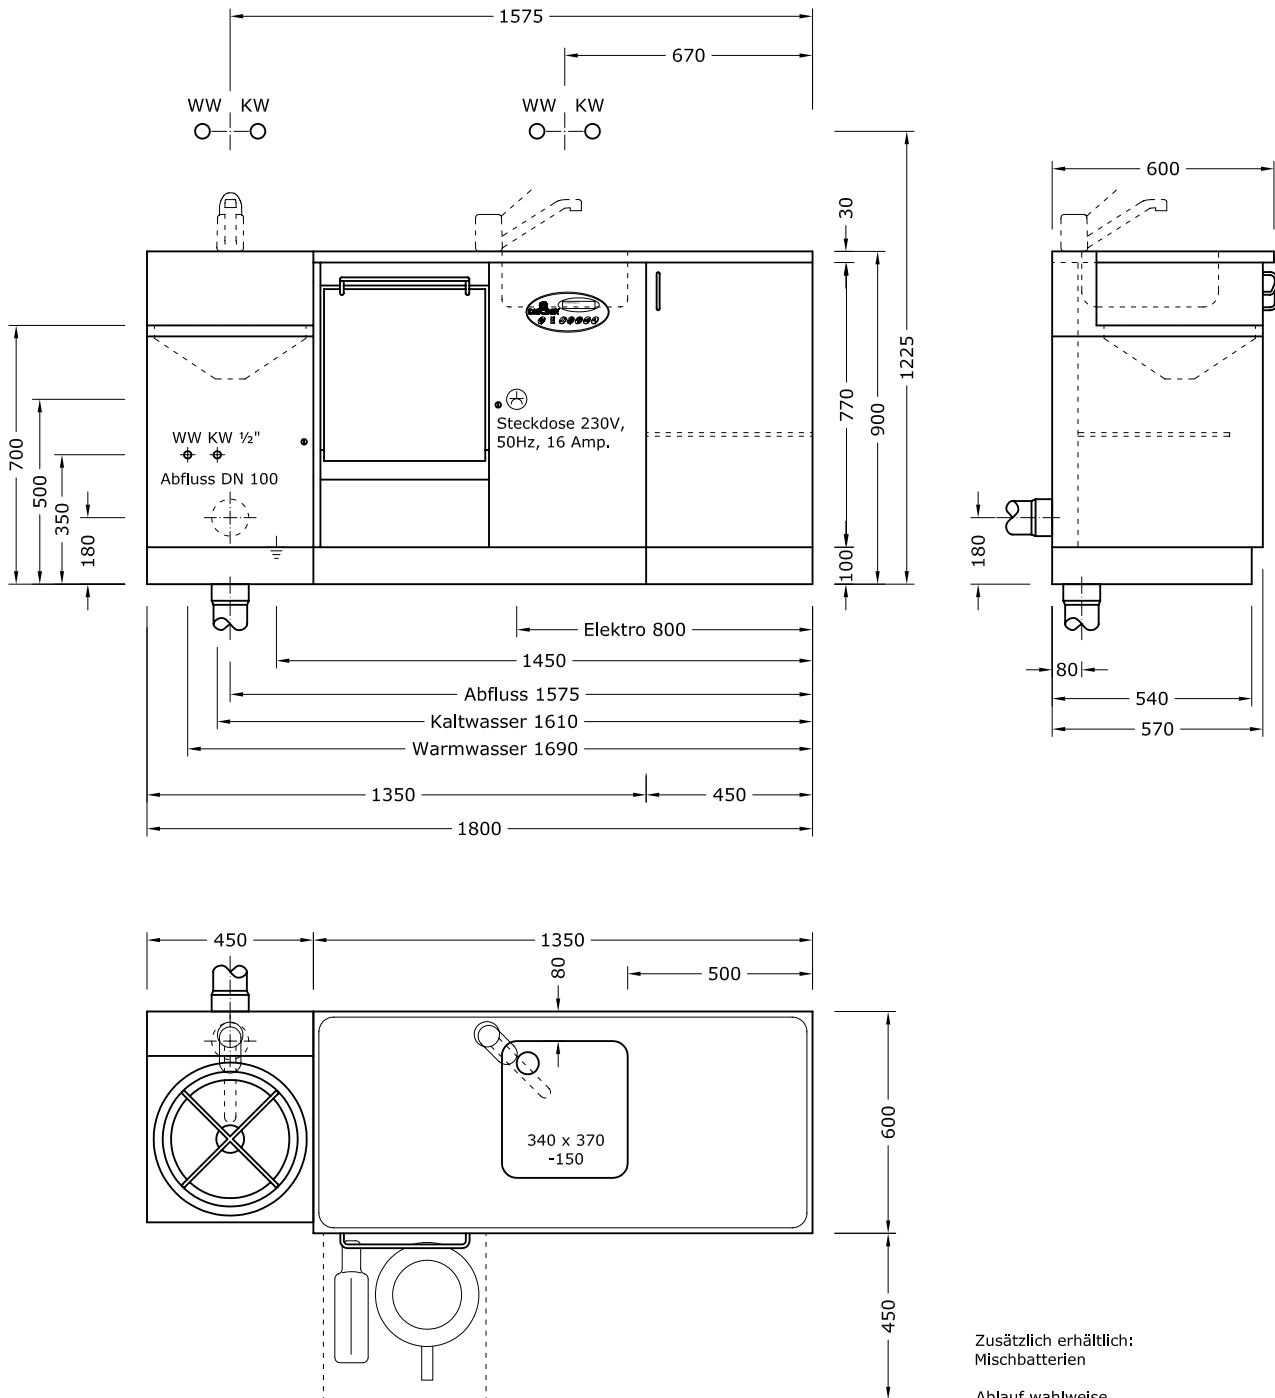 1575
670
WW KW
WW KW
600
30
1225
770
900
700
500
350
180
WW KW ½"
Abfluss DN 100
Steckdose 230V,
50Hz, 16 Amp.
100
180
Elektro 800
1450
Abfluss 1575
Kaltwasser 1610
Warmwasser 1690
80
540
570
1350
450
1800
450
1350
80
500
340 x 370
-150
600
450
Zusätzlich erhältlich:
Mischbatterien
Ablauf wahlweise